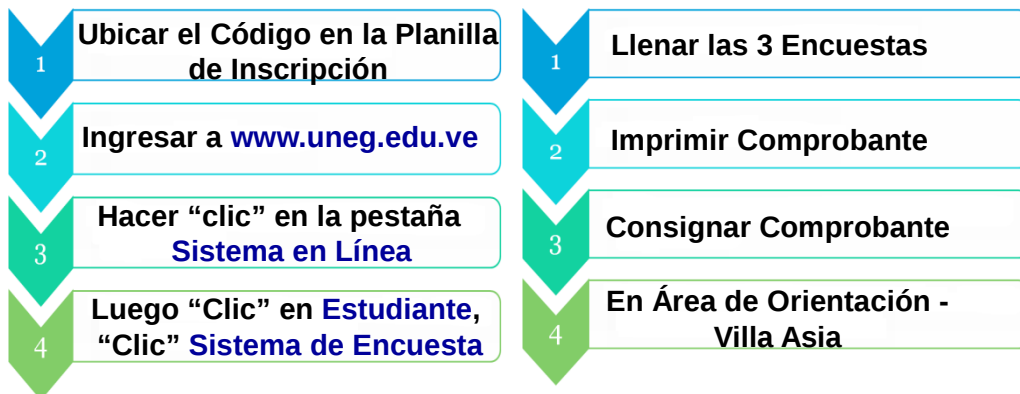 1
Ubicar el Código en la Planilla
de Inscripción
2
Ingresar a www.uneg.edu.ve
3
Hacer “clic” en la pestaña
Sistema en Línea
4
Luego “Clic” en Estudiante,
“Clic” Sistema de Encuesta
1
Llenar las 3 Encuestas
2
Imprimir Comprobante
3
Consignar Comprobante
4
En Área de Orientación -
Villa Asia